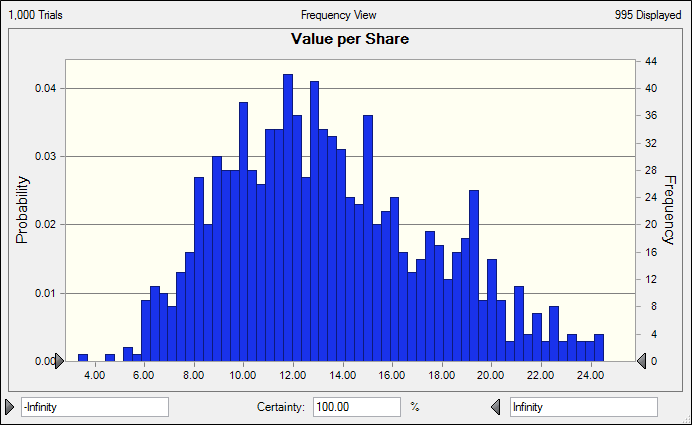 1,000 Trials Frequency View 995 Displayed
Value per Share
0.04
0.03
0.02
0.01
0.00
Probability
44
40
36
32
28
24
20
16
12
8
4
0
Frequency
4.00 6.00 8.00 10.00 12.00 14.00 16.00 18.00 20.00 22.00 24.00
-Infinity Certainty: 100.00 % Infinity